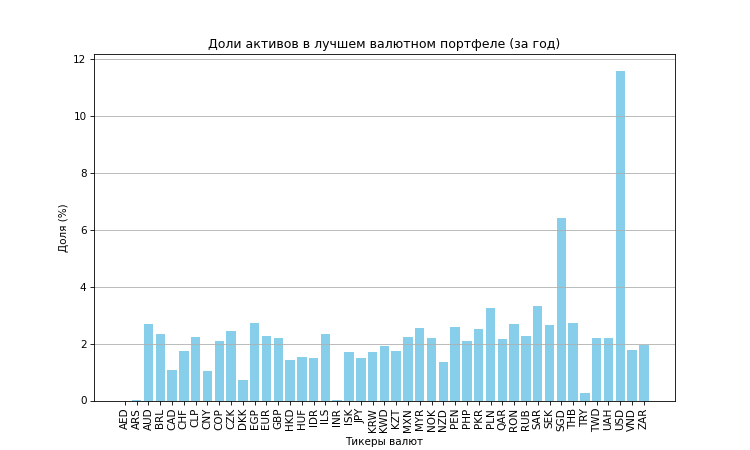 Доли активов в лучшем валютном портфеле (за год)
12
10
8
6
4
2
0
Доля (%)
AED ARS AUD BRL CAD CHF CLP CNY COP CZK DKK EGP EUR GBP HKD HUF IDR ILS INR ISK JPY KRW KWD KZT MXN MYR NOK NZD PEN PHP PKR PLN QAR RON RUB SAR SEK SGD THB TRY TWD UAH USD VND ZAR
Тикеры валют